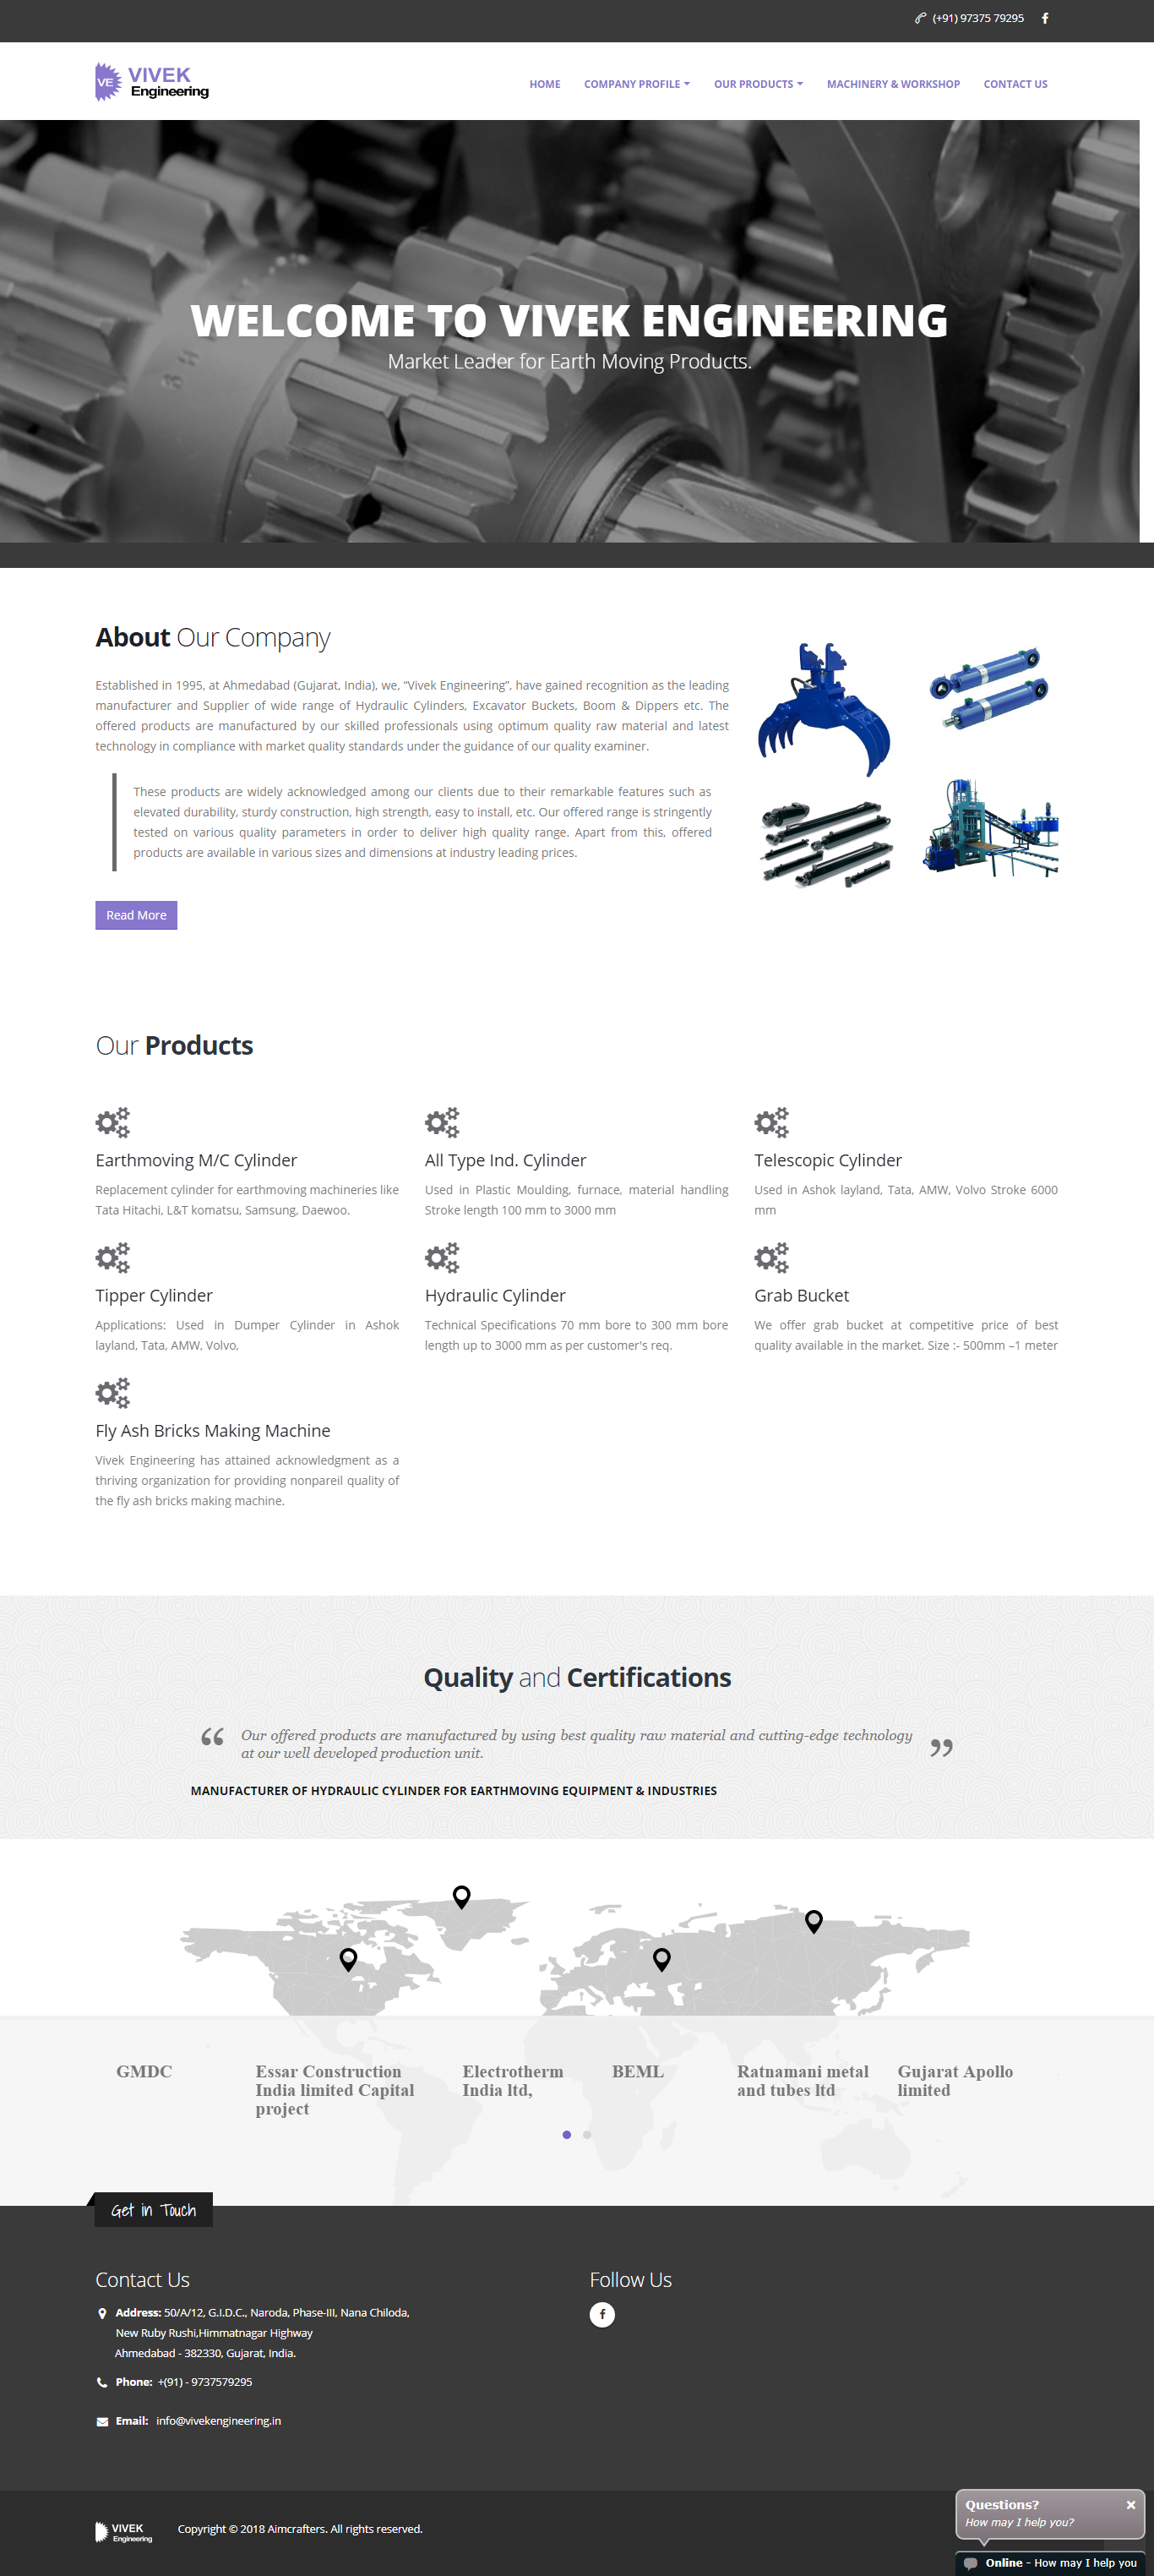 (+91) 97375 79295
VE VIVEK
Engineering
HOME COMPANY PROFILE OUR PRODUCTS MACHINERY & WORKSHOP CONTACT US
WELCOME TO VIVEK ENGINEERING
Market Leader for Earth Moving Products.
About Our Company
Established in 1995, at Ahmedabad (Gujarat, India), we, “Vivek Engineering”, have gained recognition as the leading
manufacturer and Supplier of wide range of Hydraulic Cylinders, Excavator Buckets, Boom & Dippers etc. The
offered products are manufactured by our skilled professionals using optimum quality raw material and latest
technology in compliance with market quality standards under the guidance of our quality examiner.
These products are widely acknowledged among our clients due to their remarkable features such as
elevated durability, sturdy construction, high strength, easy to install, etc. Our offered range is stringently
tested on various quality parameters in order to deliver high quality range. Apart from this, offered
products are available in various sizes and dimensions at industry leading prices.
Read More
Our Products
Earthmoving M/C Cylinder
Replacement cylinder for earthmoving machineries like
Tata Hitachi, L&T komatsu, Samsung, Daewoo.
All Type Ind. Cylinder
Used in Plastic Moulding, furnace, material handling
Stroke length 100 mm to 3000 mm
Telescopic Cylinder
Used in Ashok layland, Tata, AMW, Volvo Stroke 6000
mm
Tipper Cylinder
Applications: Used in Dumper Cylinder in Ashok
layland, Tata, AMW, Volvo,
Hydraulic Cylinder
Technical Specifications 70 mm bore to 300 mm bore
length up to 3000 mm as per customer's req.
Grab Bucket
We offer grab bucket at competitive price of best
quality available in the market. Size :- 500mm –1 meter
Fly Ash Bricks Making Machine
Vivek Engineering has attained acknowledgment as a
thriving organization for providing nonpareil quality of
the fly ash bricks making machine.
Quality and Certifications
“ Our offered products are manufactured by using best quality raw material and cutting-edge technology
at our well developed production unit. ”
MANUFACTURER OF HYDRAULIC CYLINDER FOR EARTHMOVING EQUIPMENT & INDUSTRIES
GMDC
Essar Construction
India limited Capital
project
Electrotherm
India ltd,
BEML
Ratnamani metal
and tubes ltd
Gujarat Apollo
limited
Get in Touch
Contact Us
Address: 50/A/12, G.I.D.C., Naroda, Phase-III, Nana Chiloda,
New Ruby Rushi,Himmatnagar Highway
Ahmedabad - 382330, Gujarat, India.
Phone: +(91) - 9737579295
Email: info@vivekengineering.in
Follow Us
VIVEK
Engineering
Copyright © 2018 Aimcrafters. All rights reserved.
Questions?
How may I help you?
Online - How may I help you